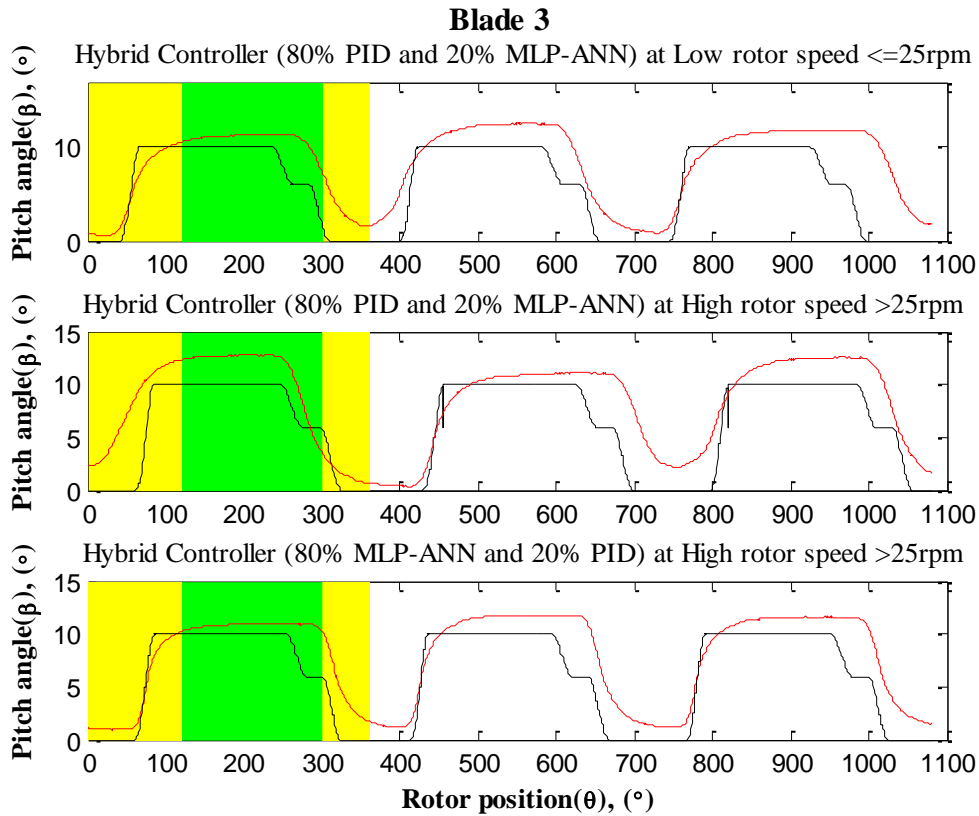 Blade 3
Hybrid Controller (80% PID and 20% MLP-ANN) at Low rotor speed <=25rpm
Pitch angle(β), (∘)
10
0
0 100 200 300 400 500 600 700 800 900 1000 1100
Hybrid Controller (80% PID and 20% MLP-ANN) at High rotor speed >25rpm
Pitch angle(β), (∘)
15
10
5
0
0 100 200 300 400 500 600 700 800 900 1000 1100
Hybrid Controller (80% MLP-ANN and 20% PID) at High rotor speed >25rpm
Pitch angle(β), (∘)
15
10
5
0
0 100 200 300 400 500 600 700 800 900 1000 1100
Rotor position(θ), (∘)